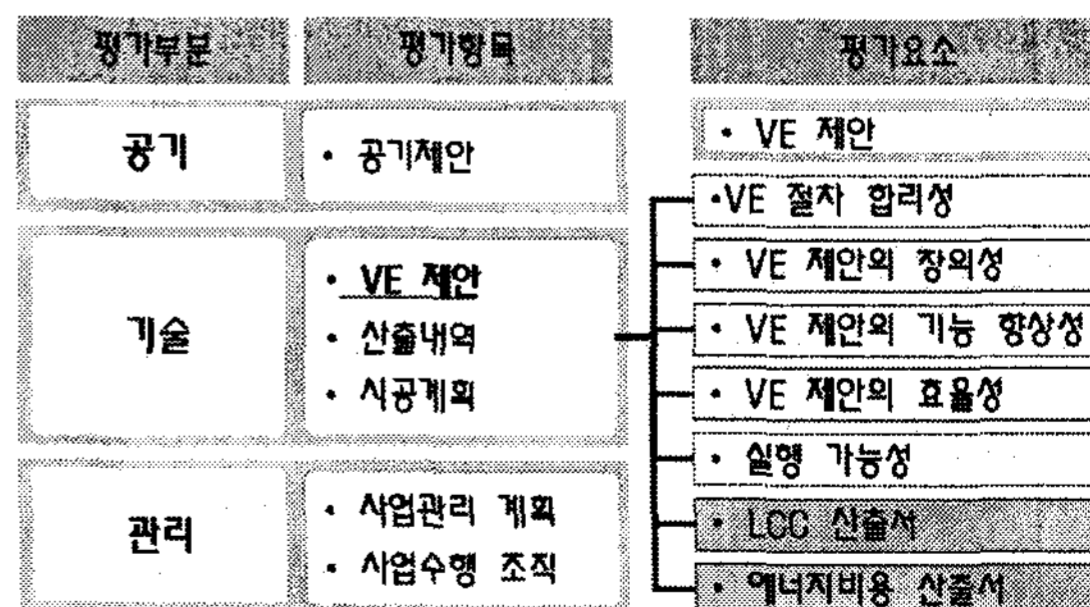 평가부분
평가항목
평가요소
공기
• 공기제안
기술
• VE 제안
• 산출내역
• 시공계획
관리
• 사업관리 계획
• 사업수행 조직
• VE 제안
•VE 절차 합리성
• VE 제안의 창의성
• VE 제안의 기능 향상성
• VE 제안의 효율성
• 실행 가능성
• LCC 산출서
• 에너지비용 산출서